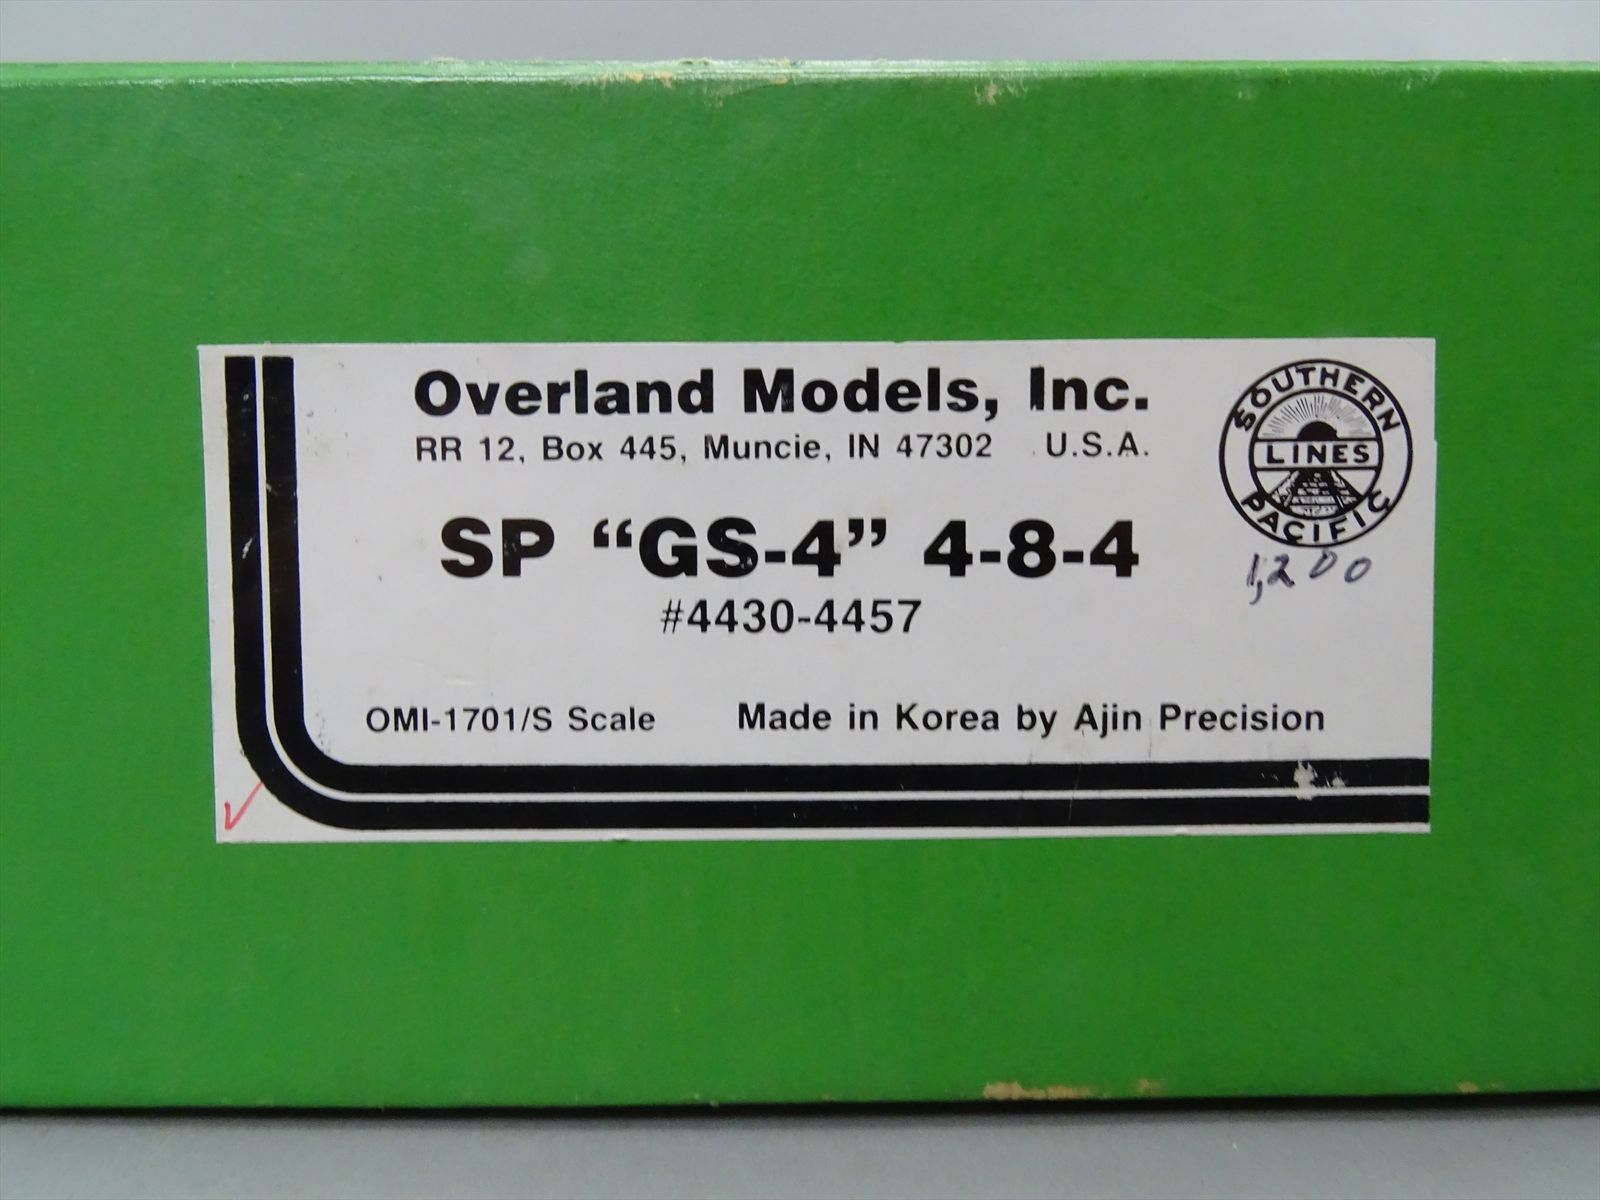 Overland Models, Inc.
RR 12, Box 445, Muncie, IN 47302 U.S.A.
SOUTHERN
LINES
PACIFIC
1,200
SP “GS-4” 4-8-4
#4430-4457
OMI-1701/S Scale Made in Korea by Ajin Precision